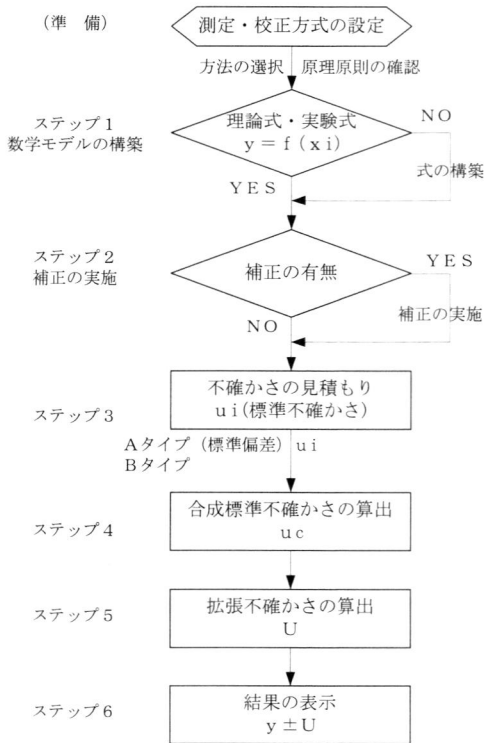 (準 備)
測定・校正方式の設定
方法の選択 原理原則の確認
ステップ1
数学モデルの構築
理論式・実験式
y=f(xi)
NO
式の構築
YES
ステップ2
補正の実施
補正の有無
YES
補正の実施
NO
ステップ3
不確かさの見積もり
ui(標準不確かさ)
Aタイプ(標準偏差) ui
Bタイプ
ステップ4
合成標準不確かさの算出
uc
ステップ5
拡張不確かさの算出
U
ステップ6
結果の表示
y±U